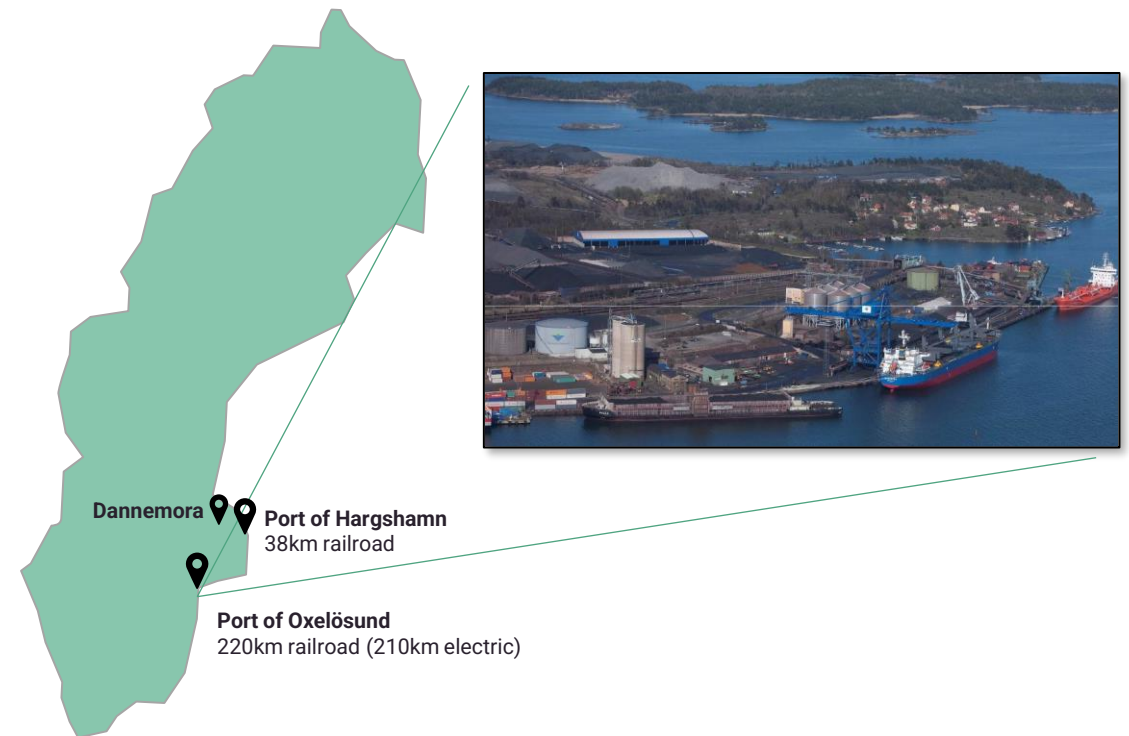 Dannemora
Port of Hargshamn
38km railroad
Port of Oxelösund
220km railroad (210km electric)